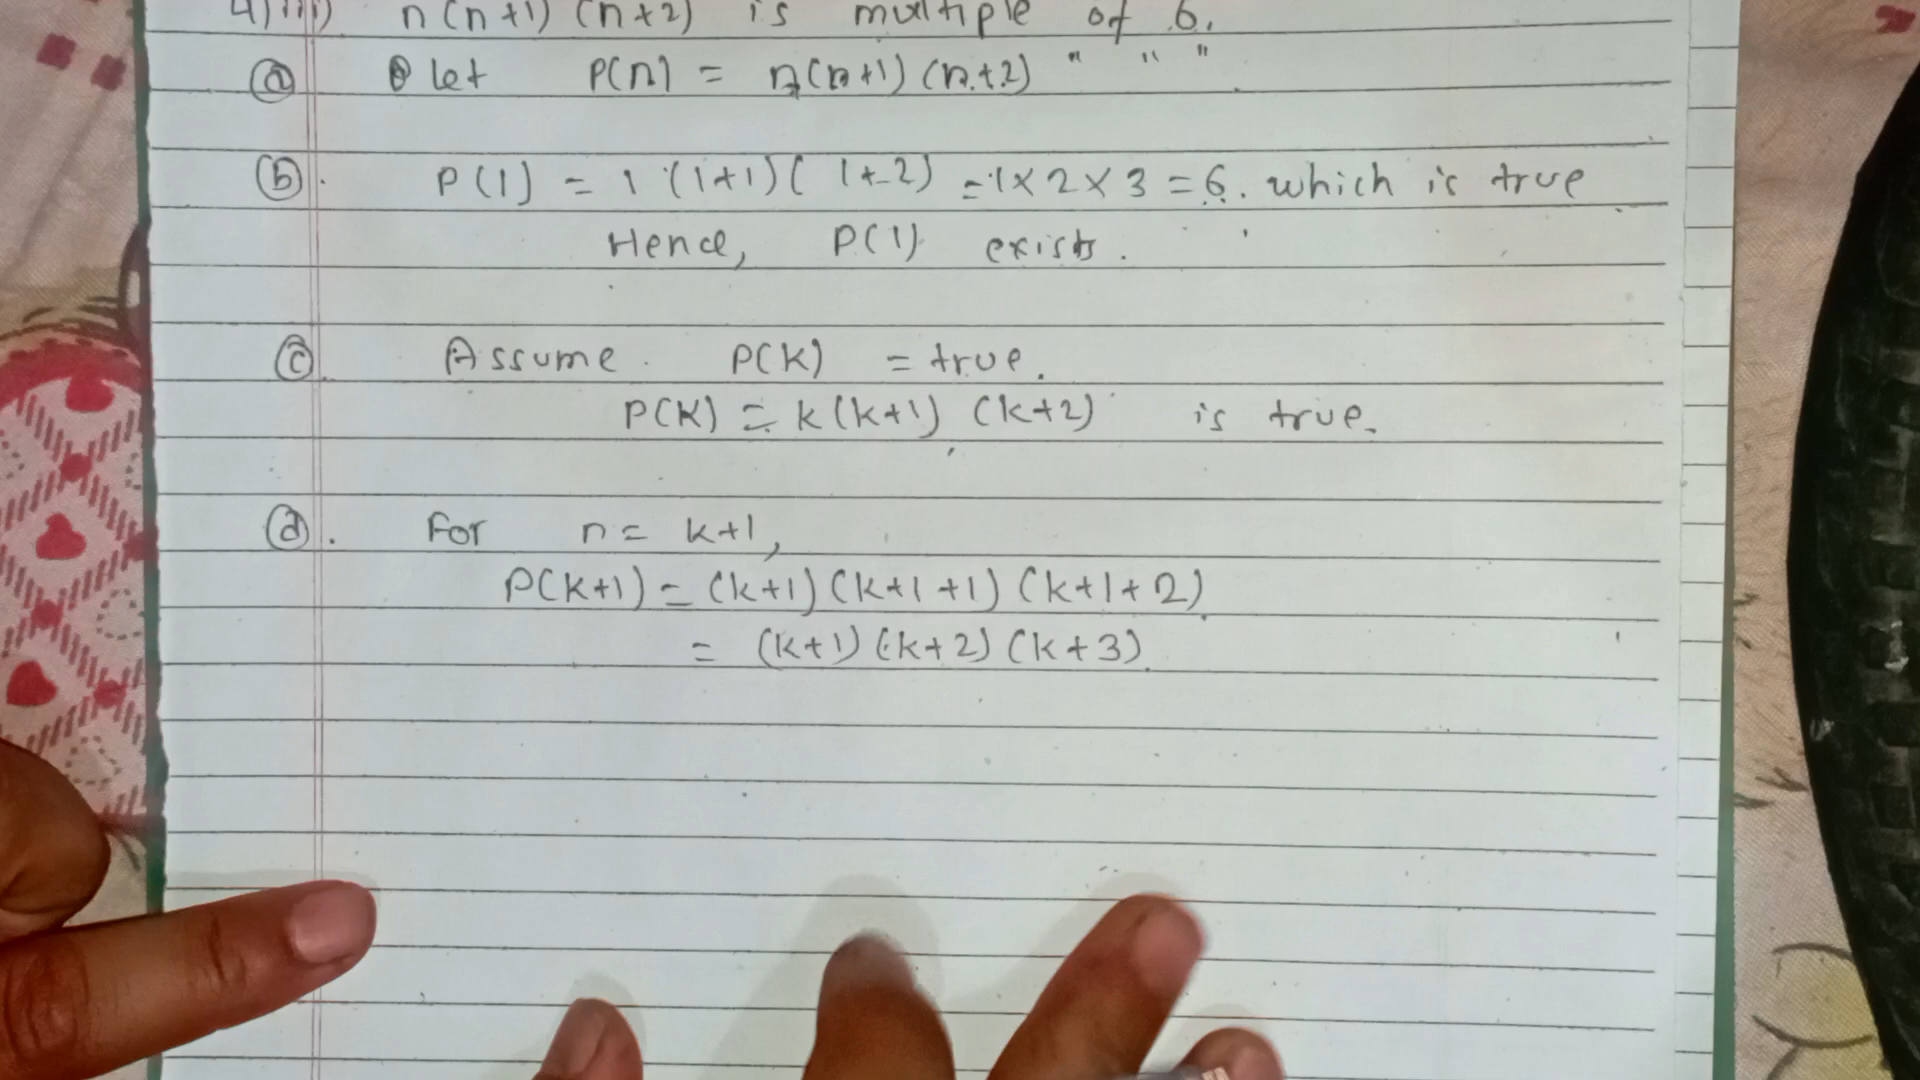 4) iii) n(n+1) (n+2) is multiple of 6.
(a) let P(n) = n(n+1) (n+2) " " "
(b). P(1) = 1 (1+1)( 1+2) = 1×2×3 = 6. which is true
Hence, P(1) exists.
(c). Assume. P(k) = true.
P(k) = k(k+1) (k+2) is true.
(d). For n = k+1,
P(k+1) = (k+1)(k+1+1) (k+1+2)
= (k+1) (k+2) (k+3)